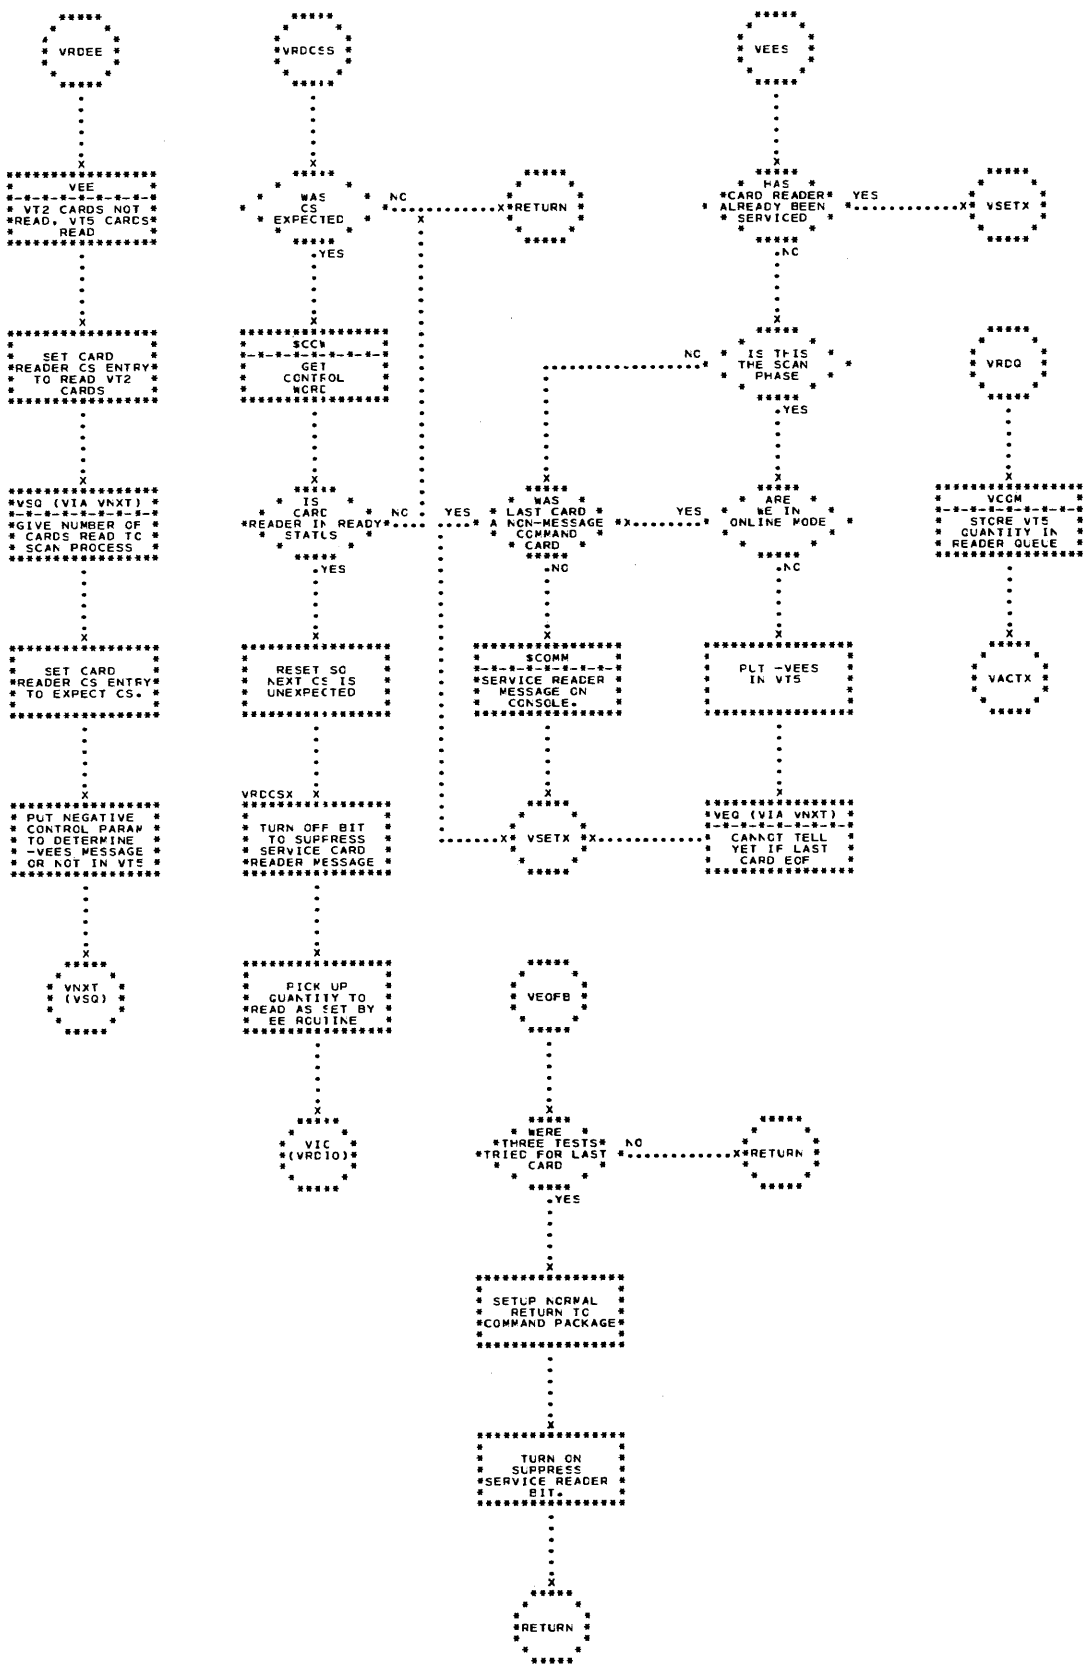 VRDEE
VEE
VT2 CARDS NOT
READ, VT5 CARDS
READ
SET CARD
READER CS ENTRY
TO READ VT2
CARDS
VSQ (VIA VNXT)
GIVE NUMBER OF
CARDS READ TO
SCAN PROCESS
SET CARD
READER CS ENTRY
TO EXPECT CS.
PUT NEGATIVE
CONTROL PARAM
TO DETERMINE
-VEES MESSAGE
OR NOT IN VT5
VNXT
(VSQ)
VRDCSS
WAS
CS
EXPECTED
NO
RETURN
YES
$CCW
GET
CONTROL
WORD
IS
CARD
READER IN READY
STATUS
NO
YES
RESET SO
NEXT CS IS
UNEXPECTED
VRDCSX
TURN OFF BIT
TO SUPPRESS
SERVICE CARD
READER MESSAGE
PICK UP
QUANTITY TO
READ AS SET BY
EE ROUTINE
VIC
(VRDIO)
VEES
HAS
CARD READER
ALREADY BEEN
SERVICED
YES
VSETX
NO
IS THIS
THE SCAN
PHASE
NO
YES
ARE
WE IN
ONLINE MODE
YES
NO
WAS
LAST CARD
A NON-MESSAGE
COMMAND
CARD
YES
NO
$COMM
SERVICE READER
MESSAGE ON
CONSOLE.
PUT -VEES
IN VT5
VEQ (VIA VNXT)
CANNOT TELL
YET IF LAST
CARD EOF
VSETX
VRDQ
VCOM
STORE VT5
QUANTITY IN
READER QUEUE
VACTX
VEOFB
WERE
THREE TESTS
TRIED FOR LAST
CARD
NO
RETURN
YES
SETUP NORMAL
RETURN TO
COMMAND PACKAGE
TURN ON
SUPPRESS
SERVICE READER
BIT.
RETURN